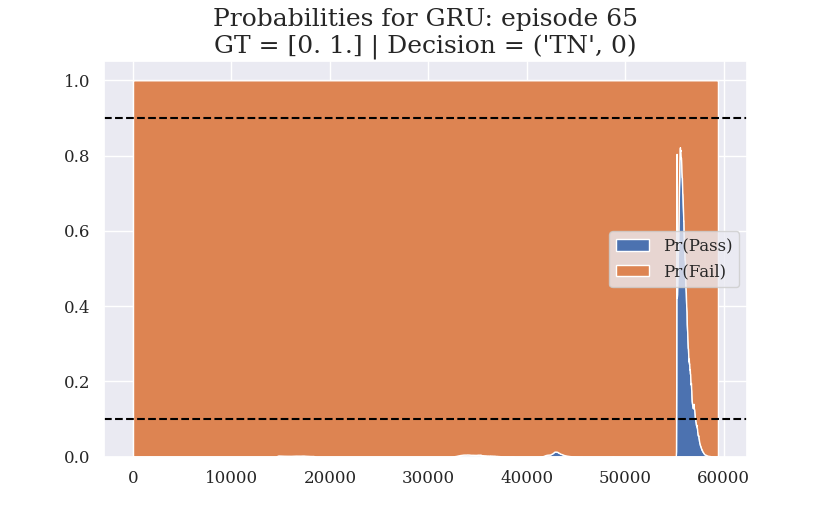 Probabilities for GRU: episode 65
GT = [0. 1.] | Decision = ('TN', 0)
1.0
0.8
0.6
0.4
0.2
0.0
Pr(Pass)
Pr(Fail)
0 10000 20000 30000 40000 50000 60000